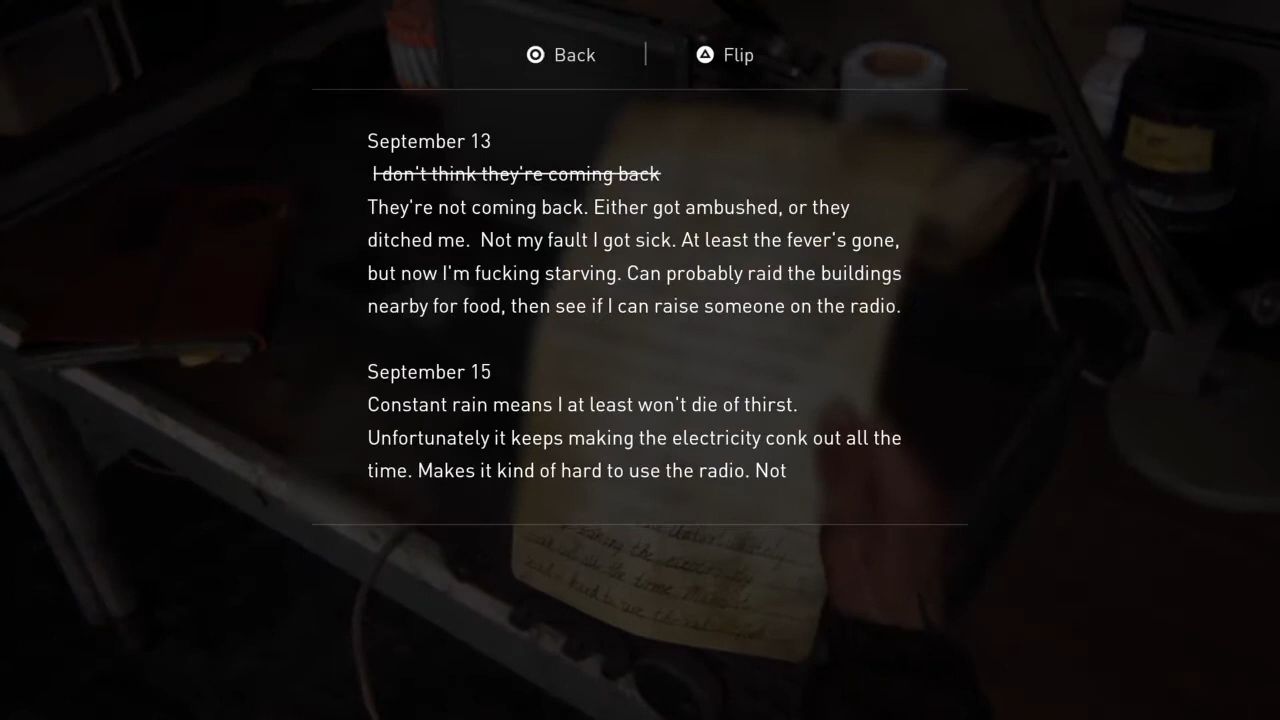 Back | Flip
September 13
I don't think they're coming back
They're not coming back. Either got ambushed, or they
ditched me.  Not my fault I got sick. At least the fever's gone,
but now I'm fucking starving. Can probably raid the buildings
nearby for food, then see if I can raise someone on the radio.
September 15
Constant rain means I at least won't die of thirst.
Unfortunately it keeps making the electricity conk out all the
time. Makes it kind of hard to use the radio. Not